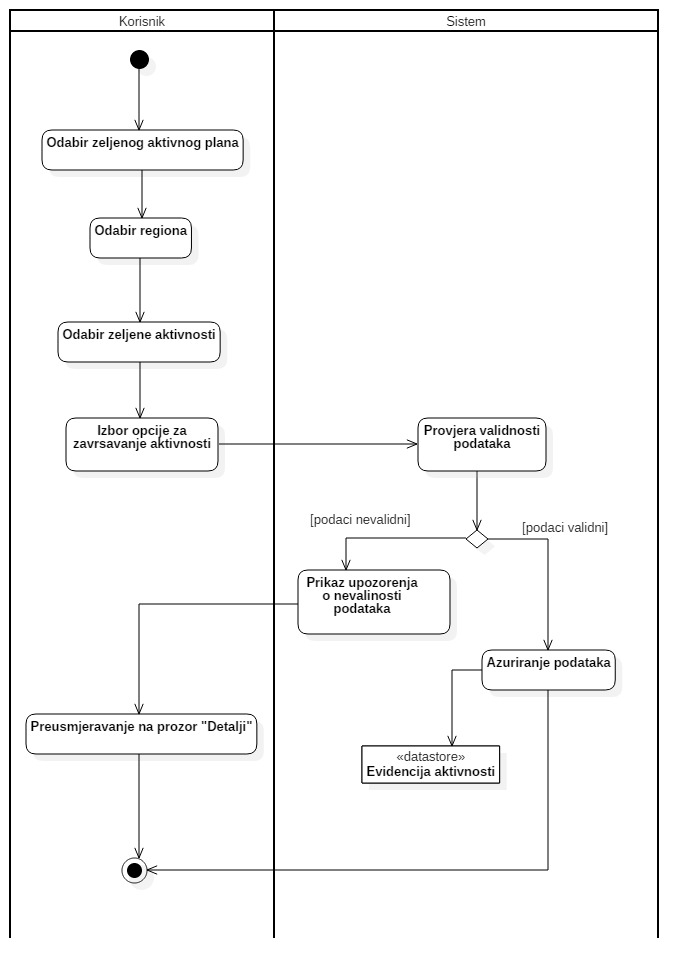 Korisnik
Sistem
Odabir zeljenog aktivnog plana
Odabir regiona
Odabir zeljene aktivnosti
Izbor opcije za
zavrsavanje aktivnosti
Provjera validnosti
podataka
[podaci nevalidni]
[podaci validni]
Prikaz upozorenja
o nevalinosti
podataka
Azuriranje podataka
Preusmjeravanje na prozor "Detalji"
«datastore»
Evidencija aktivnosti